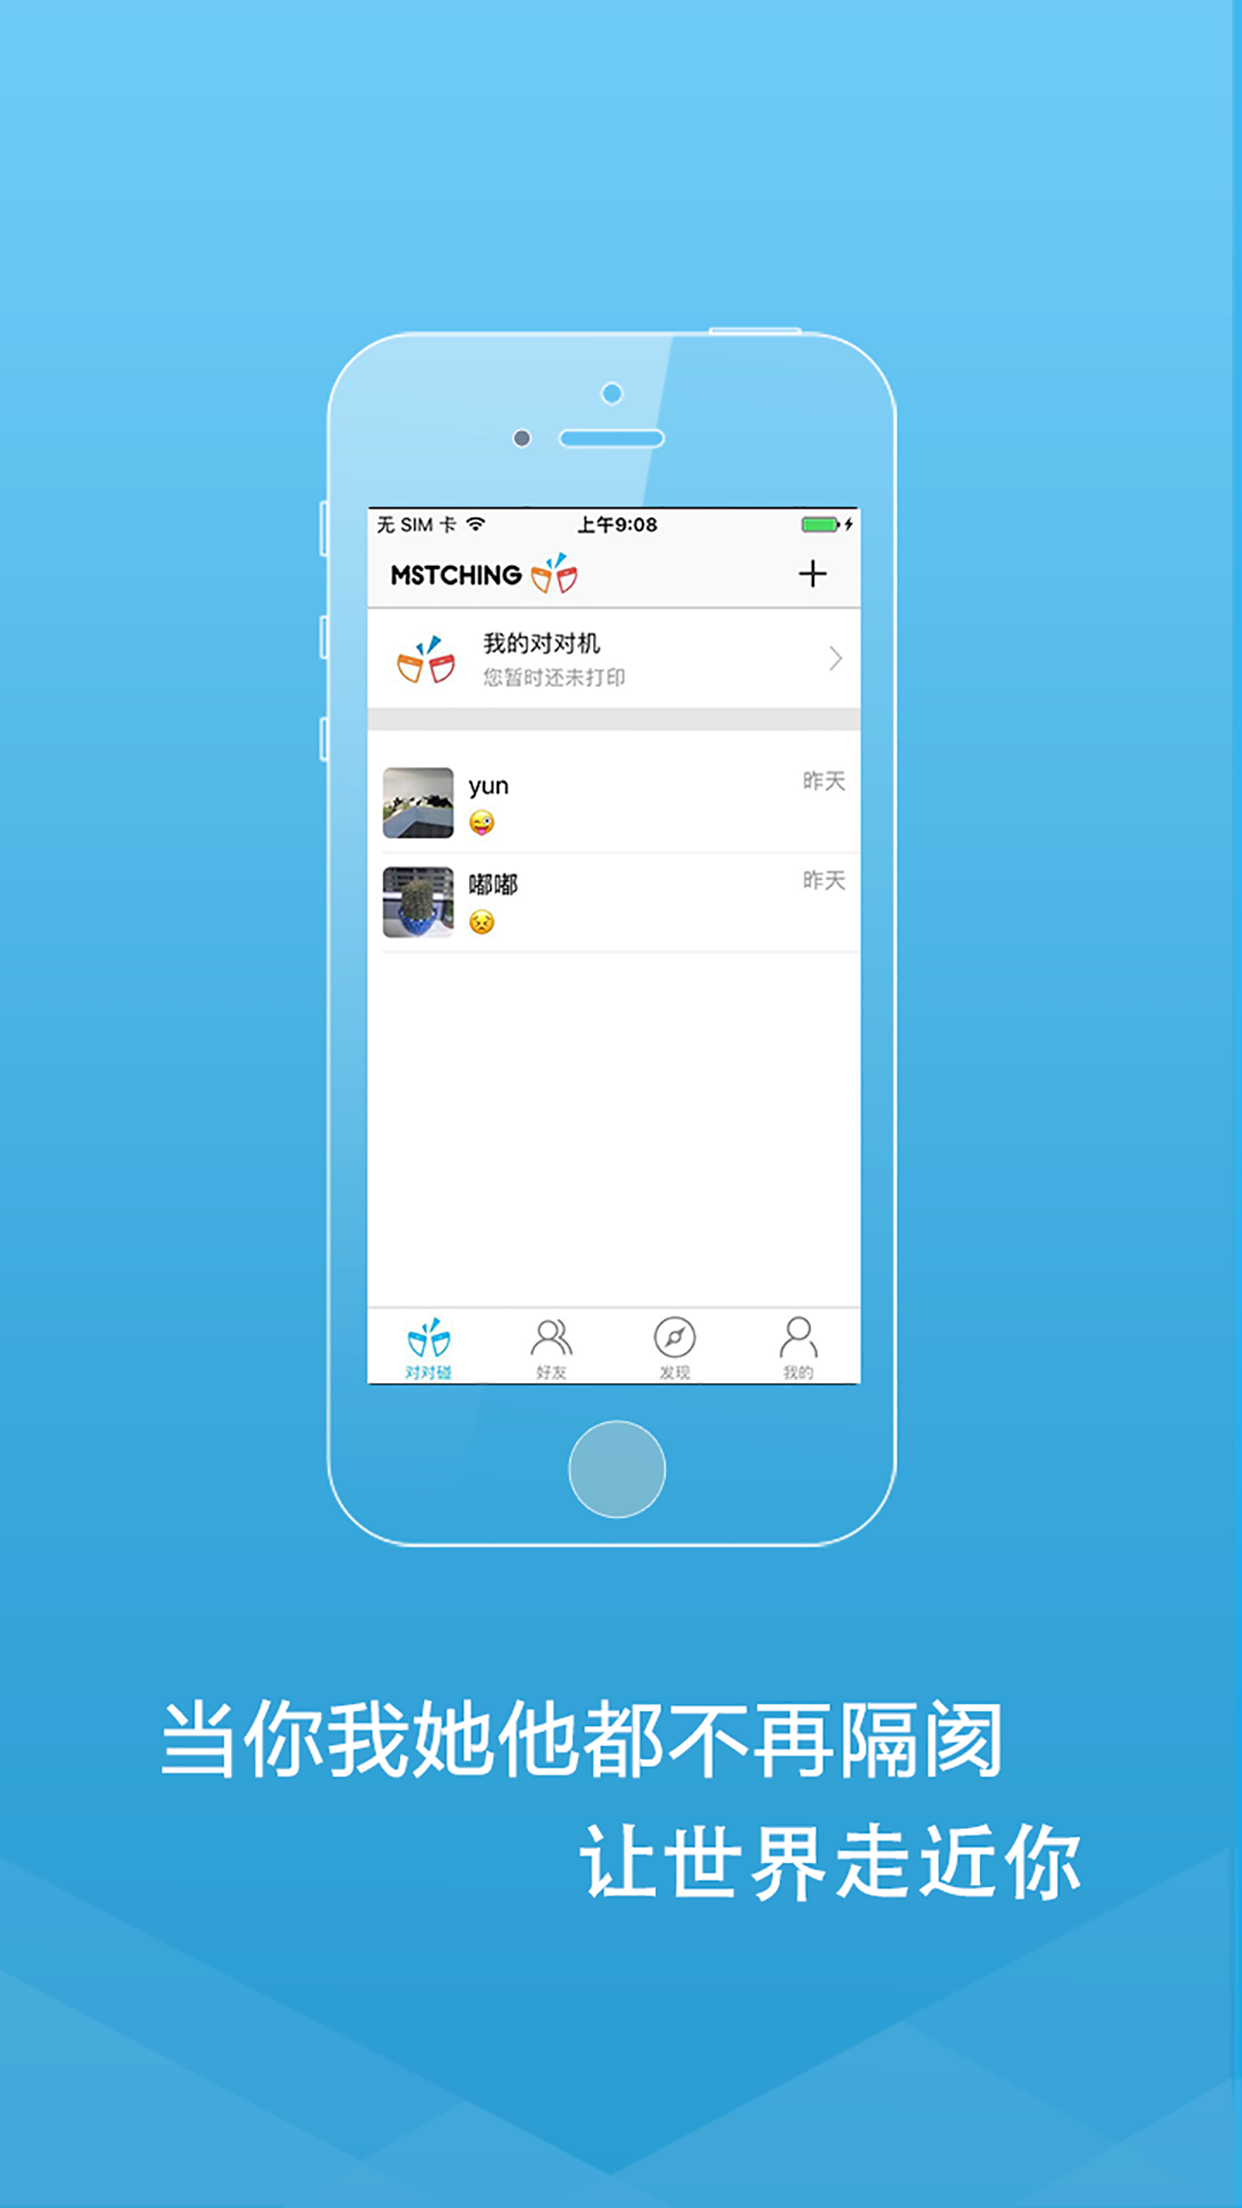 无 SIM 卡 上午9:08
MSTCHING
我的对对机
您暂时还未打印
yun 昨天
嘟嘟 昨天
对对碰 好友 发现 我的
当你我她他都不再隔阂
让世界走近你